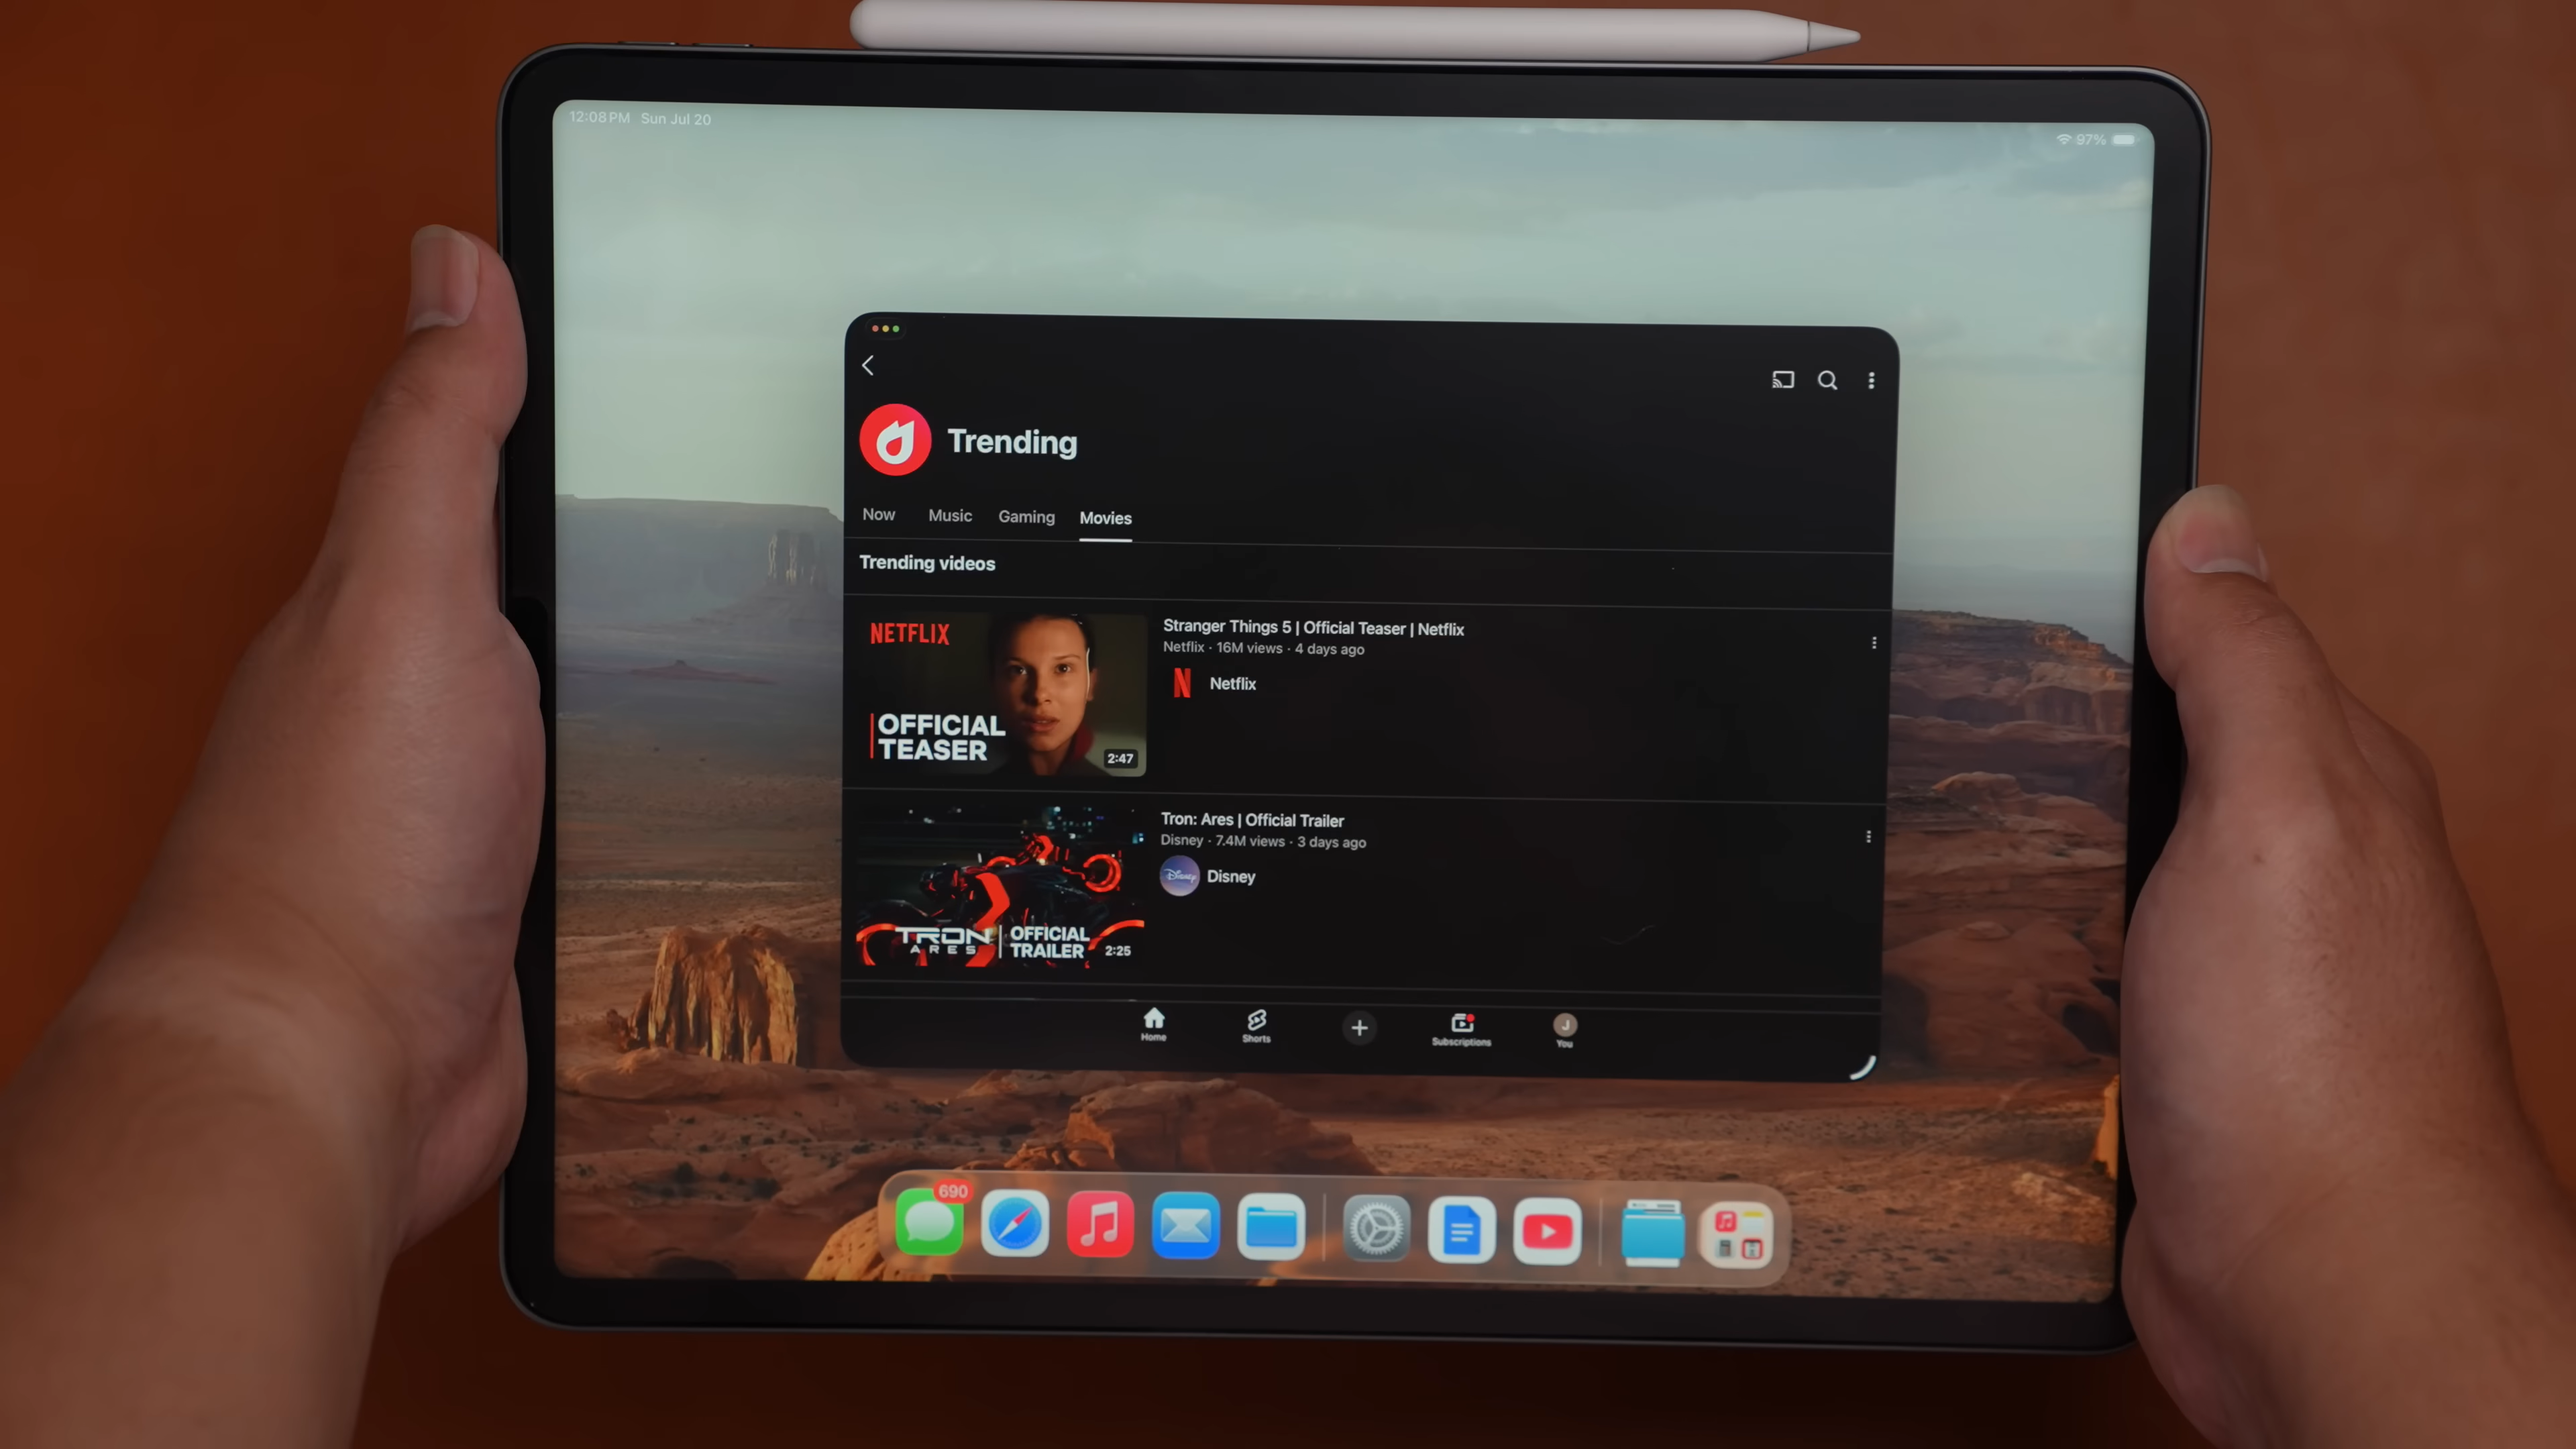 12:08 PM Sun Jul 20
97%
Trending
Now Music Gaming Movies
Trending videos
NETFLIX
OFFICIAL
TEASER
2:47
Stranger Things 5 | Official Teaser | Netflix
Netflix · 16M views · 4 days ago
N
Netflix
TRON
ARES
OFFICIAL
TRAILER
2:25
Tron: Ares | Official Trailer
Disney · 7.4M views · 3 days ago
Disney
Disney
Home
Shorts
Subscriptions
J
You
690